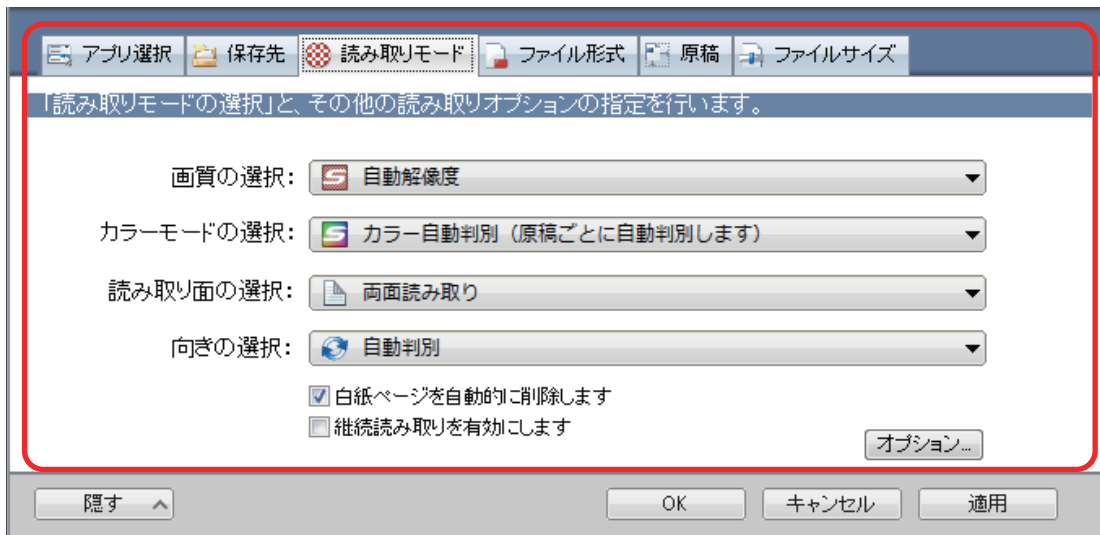 アプリ選択 保存先 読み取りモード ファイル形式 原稿 ファイルサイズ
「読み取りモードの選択」と、その他の読み取りオプションの指定を行います。
画質の選択: 自動解像度
カラーモードの選択: カラー自動判別（原稿ごとに自動判別します）
読み取り面の選択: 両面読み取り
向きの選択: 自動判別
白紙ページを自動的に削除します
継続読み取りを有効にします
オプション...
隠す OK キャンセル 適用